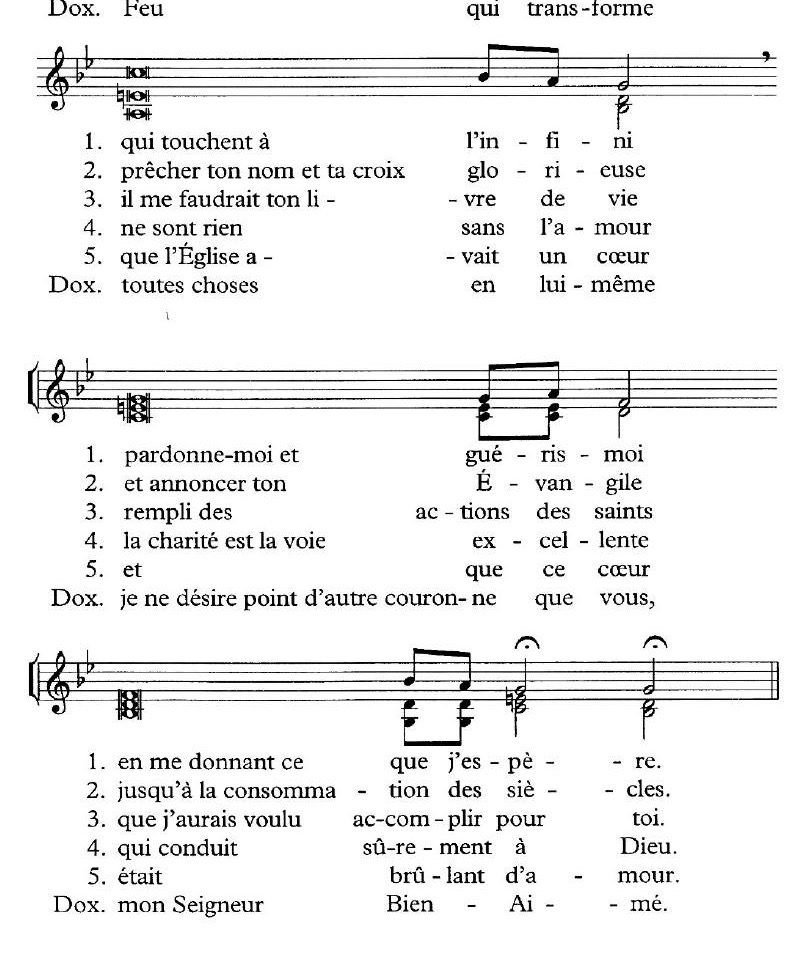 Dox. Feu qui trans-forme
1. qui touchent à l'in - fi - ni
2. prêcher ton nom et ta croix glo - ri - euse
3. il me faudrait ton li - - vre de vie
4. ne sont rien sans l'a - mour
5. que l'Église a - - vait un cœur
Dox. toutes choses en lui - même
1. pardonne-moi et gué - ris - moi
2. et annoncer ton É - van - gile
3. rempli des ac - tions des saints
4. la charité est la voie ex - cel - lente
5. et que ce cœur
Dox. je ne désire point d'autre couron- ne que vous,
1. en me donnant ce que j'es - pè - - re.
2. jusqu'à la consomma - tion des siè - - cles.
3. que j'aurais voulu ac-com - plir pour toi.
4. qui conduit sû-re - ment à Dieu.
5. était brû - lant d'a - mour.
Dox. mon Seigneur Bien - Ai - - mé.